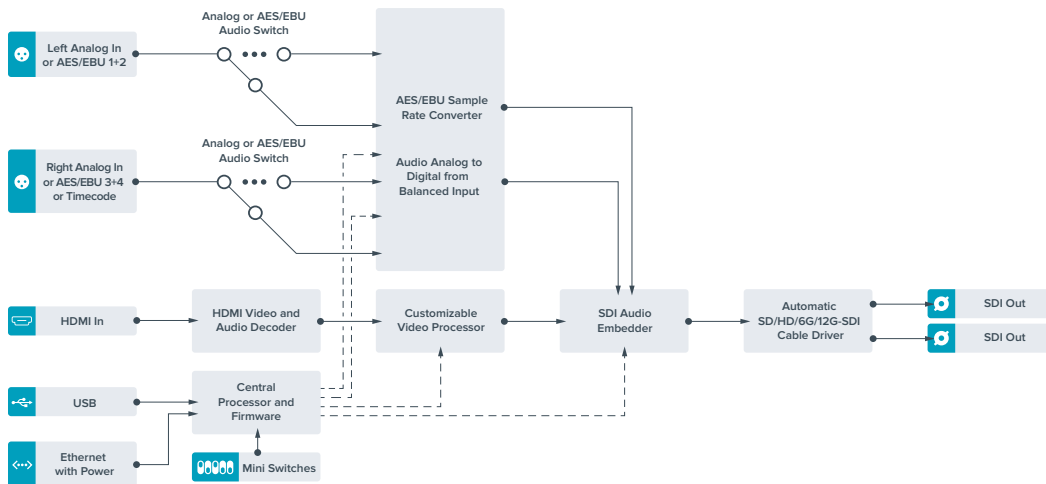 Analog or AES/EBU
Audio Switch
Left Analog In
or AES/EBU 1+2
AES/EBU Sample
Rate Converter
Analog or AES/EBU
Audio Switch
Right Analog In
or AES/EBU 3+4
or Timecode
Audio Analog to
Digital from
Balanced Input
HDMI In
HDMI Video and
Audio Decoder
Customizable
Video Processor
SDI Audio
Embedder
Automatic
SD/HD/6G/12G-SDI
Cable Driver
SDI Out
SDI Out
USB
Central
Processor and
Firmware
Ethernet
with Power
Mini Switches